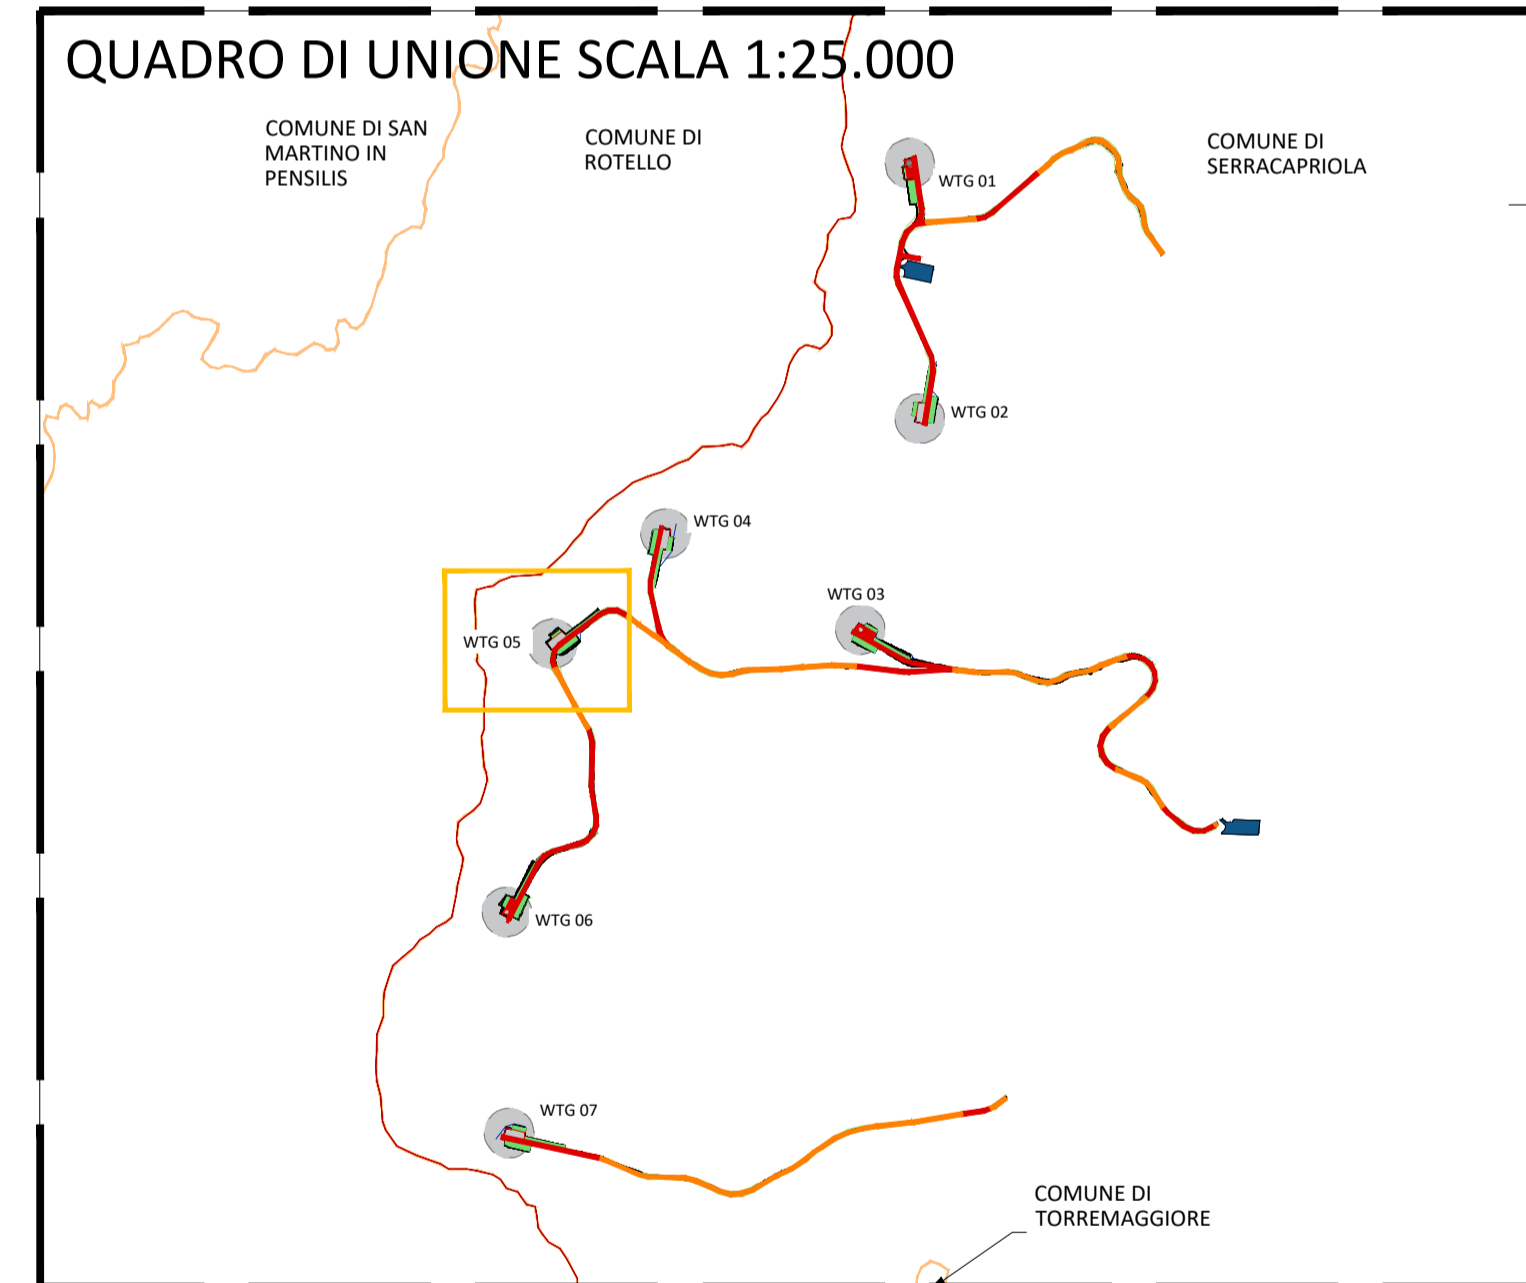 QUADRO DI UNIONE SCALA 1:25.000
COMUNE DI SAN
MARTINO IN
PENSILIS
COMUNE DI
ROTELLO
COMUNE DI
SERRACAPRIOLA
WTG 01
WTG 02
WTG 04
WTG 03
WTG 05
WTG 06
WTG 07
COMUNE DI
TORREMAGGIORE